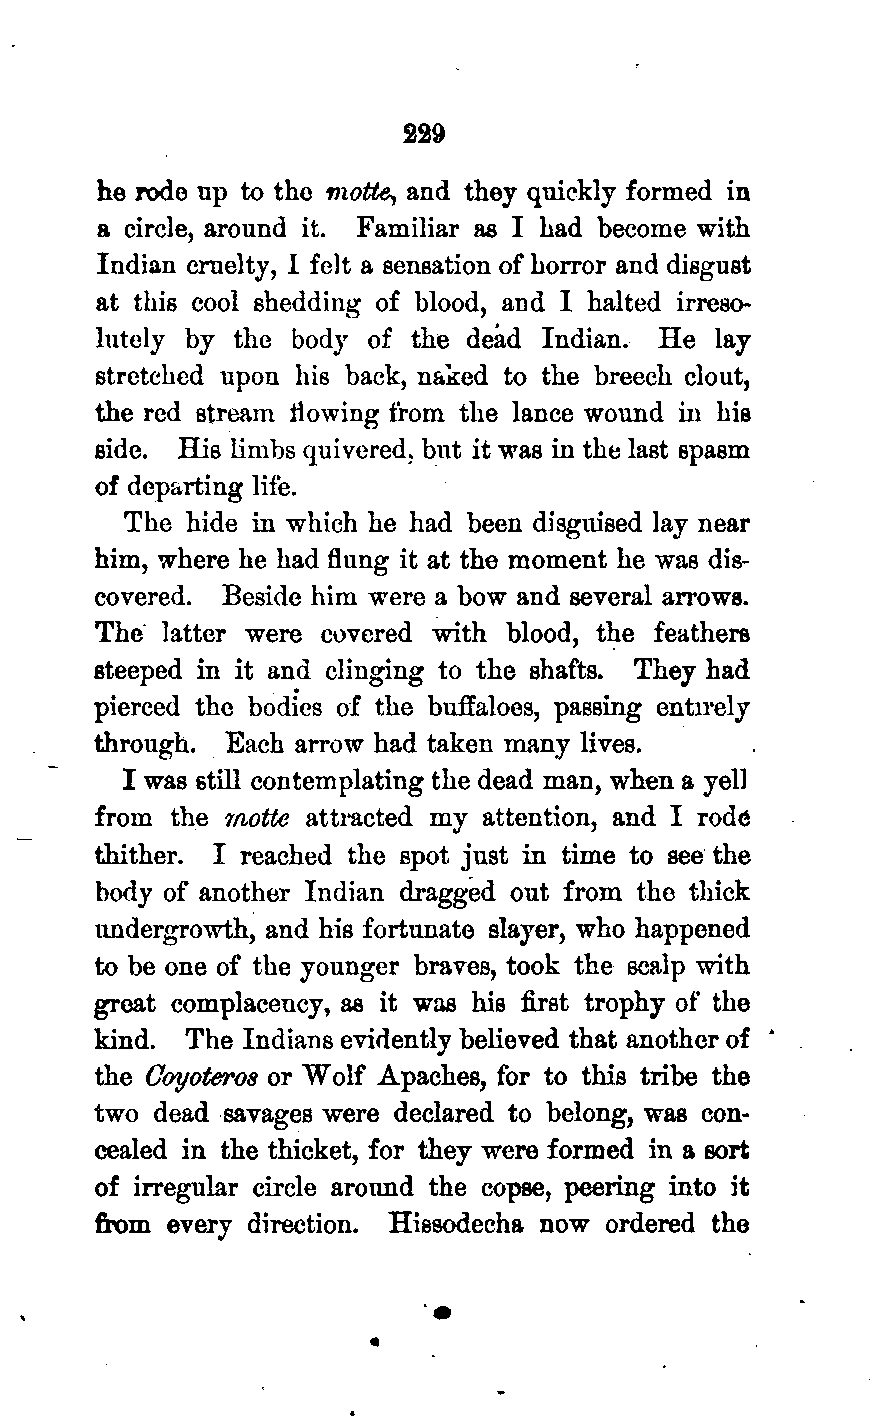 229
he rode up to the motte, and they quickly formed in
a circle, around it. Familiar as I had become with
Indian cruelty, I felt a sensation of horror and disgust
at this cool shedding of blood, and I halted irreso-
lutely by the body of the dead Indian. He lay
stretched upon his back, naked to the breech clout,
the red stream flowing from the lance wound in his
side. His limbs quivered, but it was in the last spasm
of departing life.
The hide in which he had been disguised lay near
him, where he had flung it at the moment he was dis-
covered. Beside him were a bow and several arrows.
The latter were covered with blood, the feathers
steeped in it and clinging to the shafts. They had
pierced the bodies of the buffaloes, passing entirely
through. Each arrow had taken many lives.
I was still contemplating the dead man, when a yell
from the motte attracted my attention, and I rode
thither. I reached the spot just in time to see the
body of another Indian dragged out from the thick
undergrowth, and his fortunate slayer, who happened
to be one of the younger braves, took the scalp with
great complacency, as it was his first trophy of the
kind. The Indians evidently believed that another of
the Coyoteros or Wolf Apaches, for to this tribe the
two dead savages were declared to belong, was con-
cealed in the thicket, for they were formed in a sort
of irregular circle around the copse, peering into it
from every direction. Hissodecha now ordered the